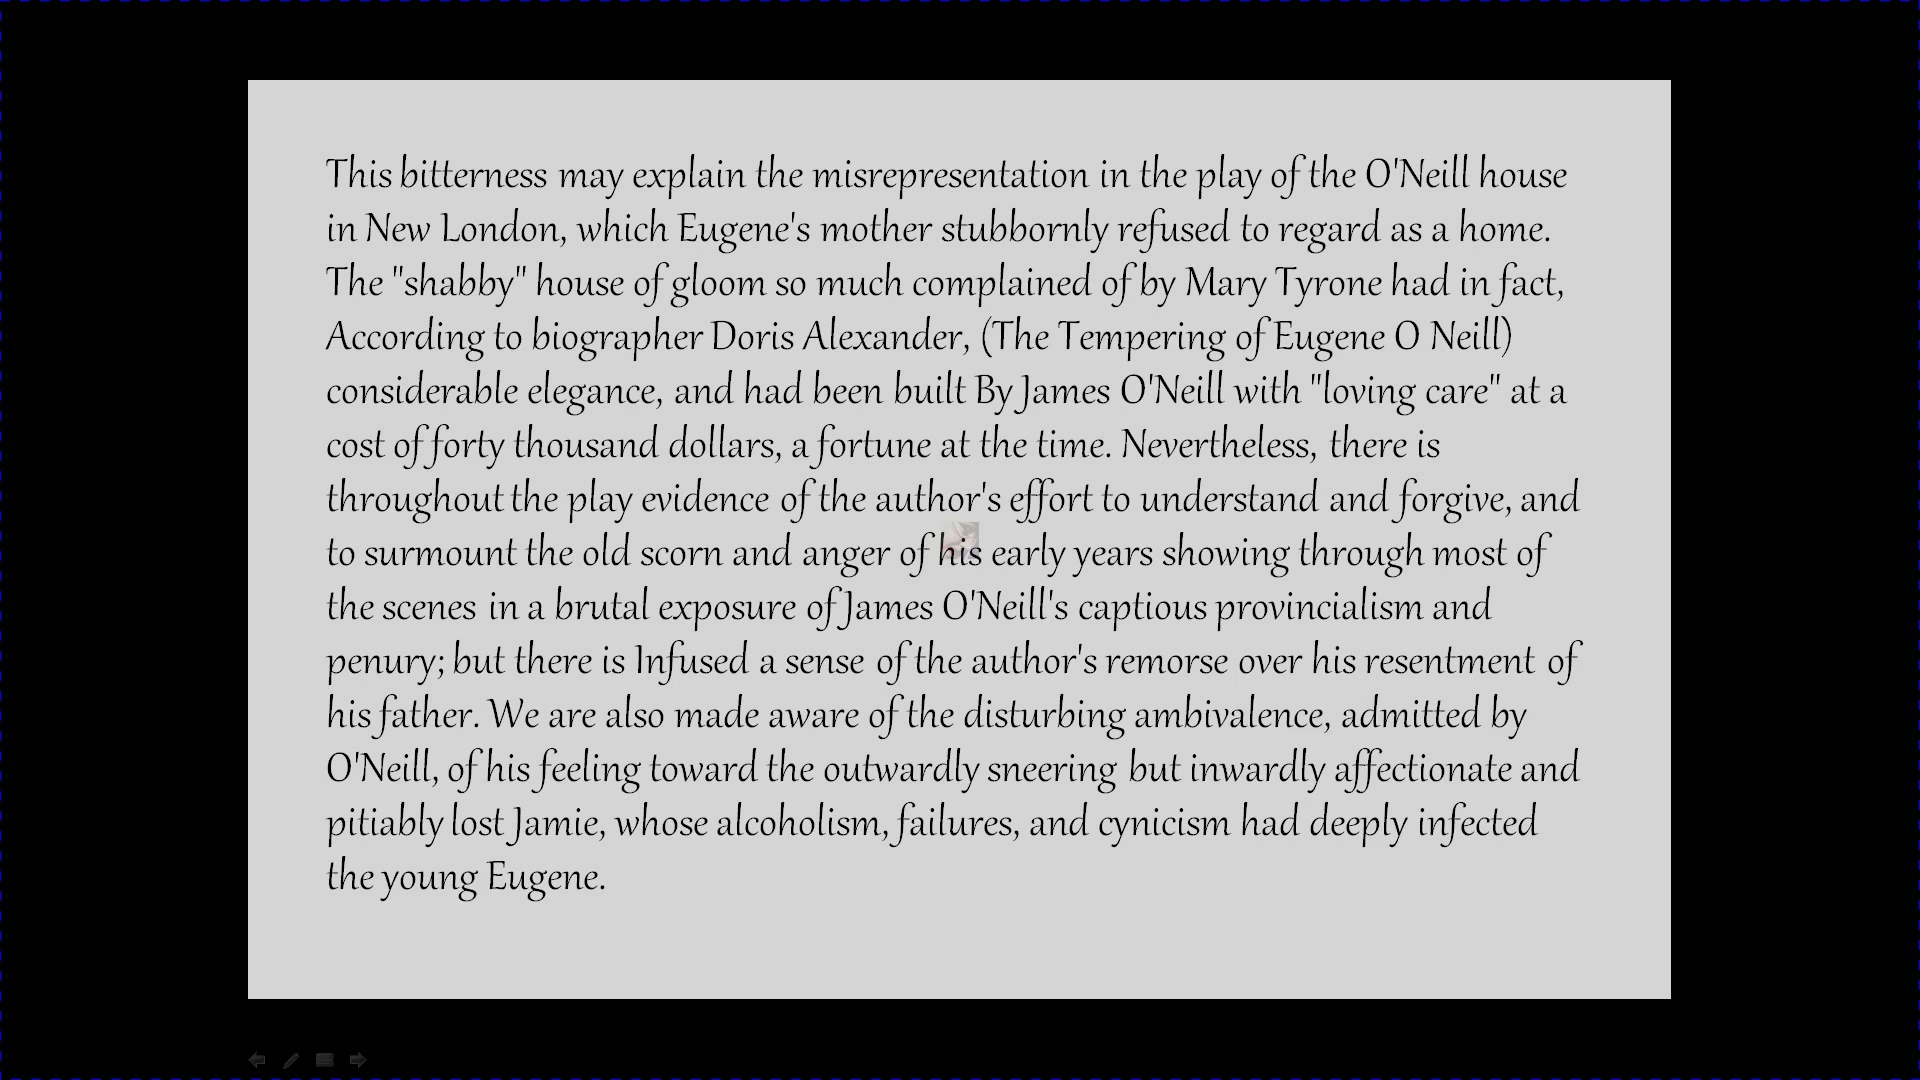 This bitterness may explain the misrepresentation in the play of the O'Neill house
in New London, which Eugene's mother stubbornly refused to regard as a home.
The "shabby" house of gloom so much complained of by Mary Tyrone had in fact,
According to biographer Doris Alexander, (The Tempering of Eugene O Neill)
considerable elegance, and had been built By James O'Neill with "loving care" at a
cost of forty thousand dollars, a fortune at the time. Nevertheless, there is
throughout the play evidence of the author's effort to understand and forgive, and
to surmount the old scorn and anger of his early years showing through most of
the scenes in a brutal exposure of James O'Neill's captious provincialism and
penury; but there is Infused a sense of the author's remorse over his resentment of
his father. We are also made aware of the disturbing ambivalence, admitted by
O'Neill, of his feeling toward the outwardly sneering but inwardly affectionate and
pitiably lost Jamie, whose alcoholism, failures, and cynicism had deeply infected
the young Eugene.